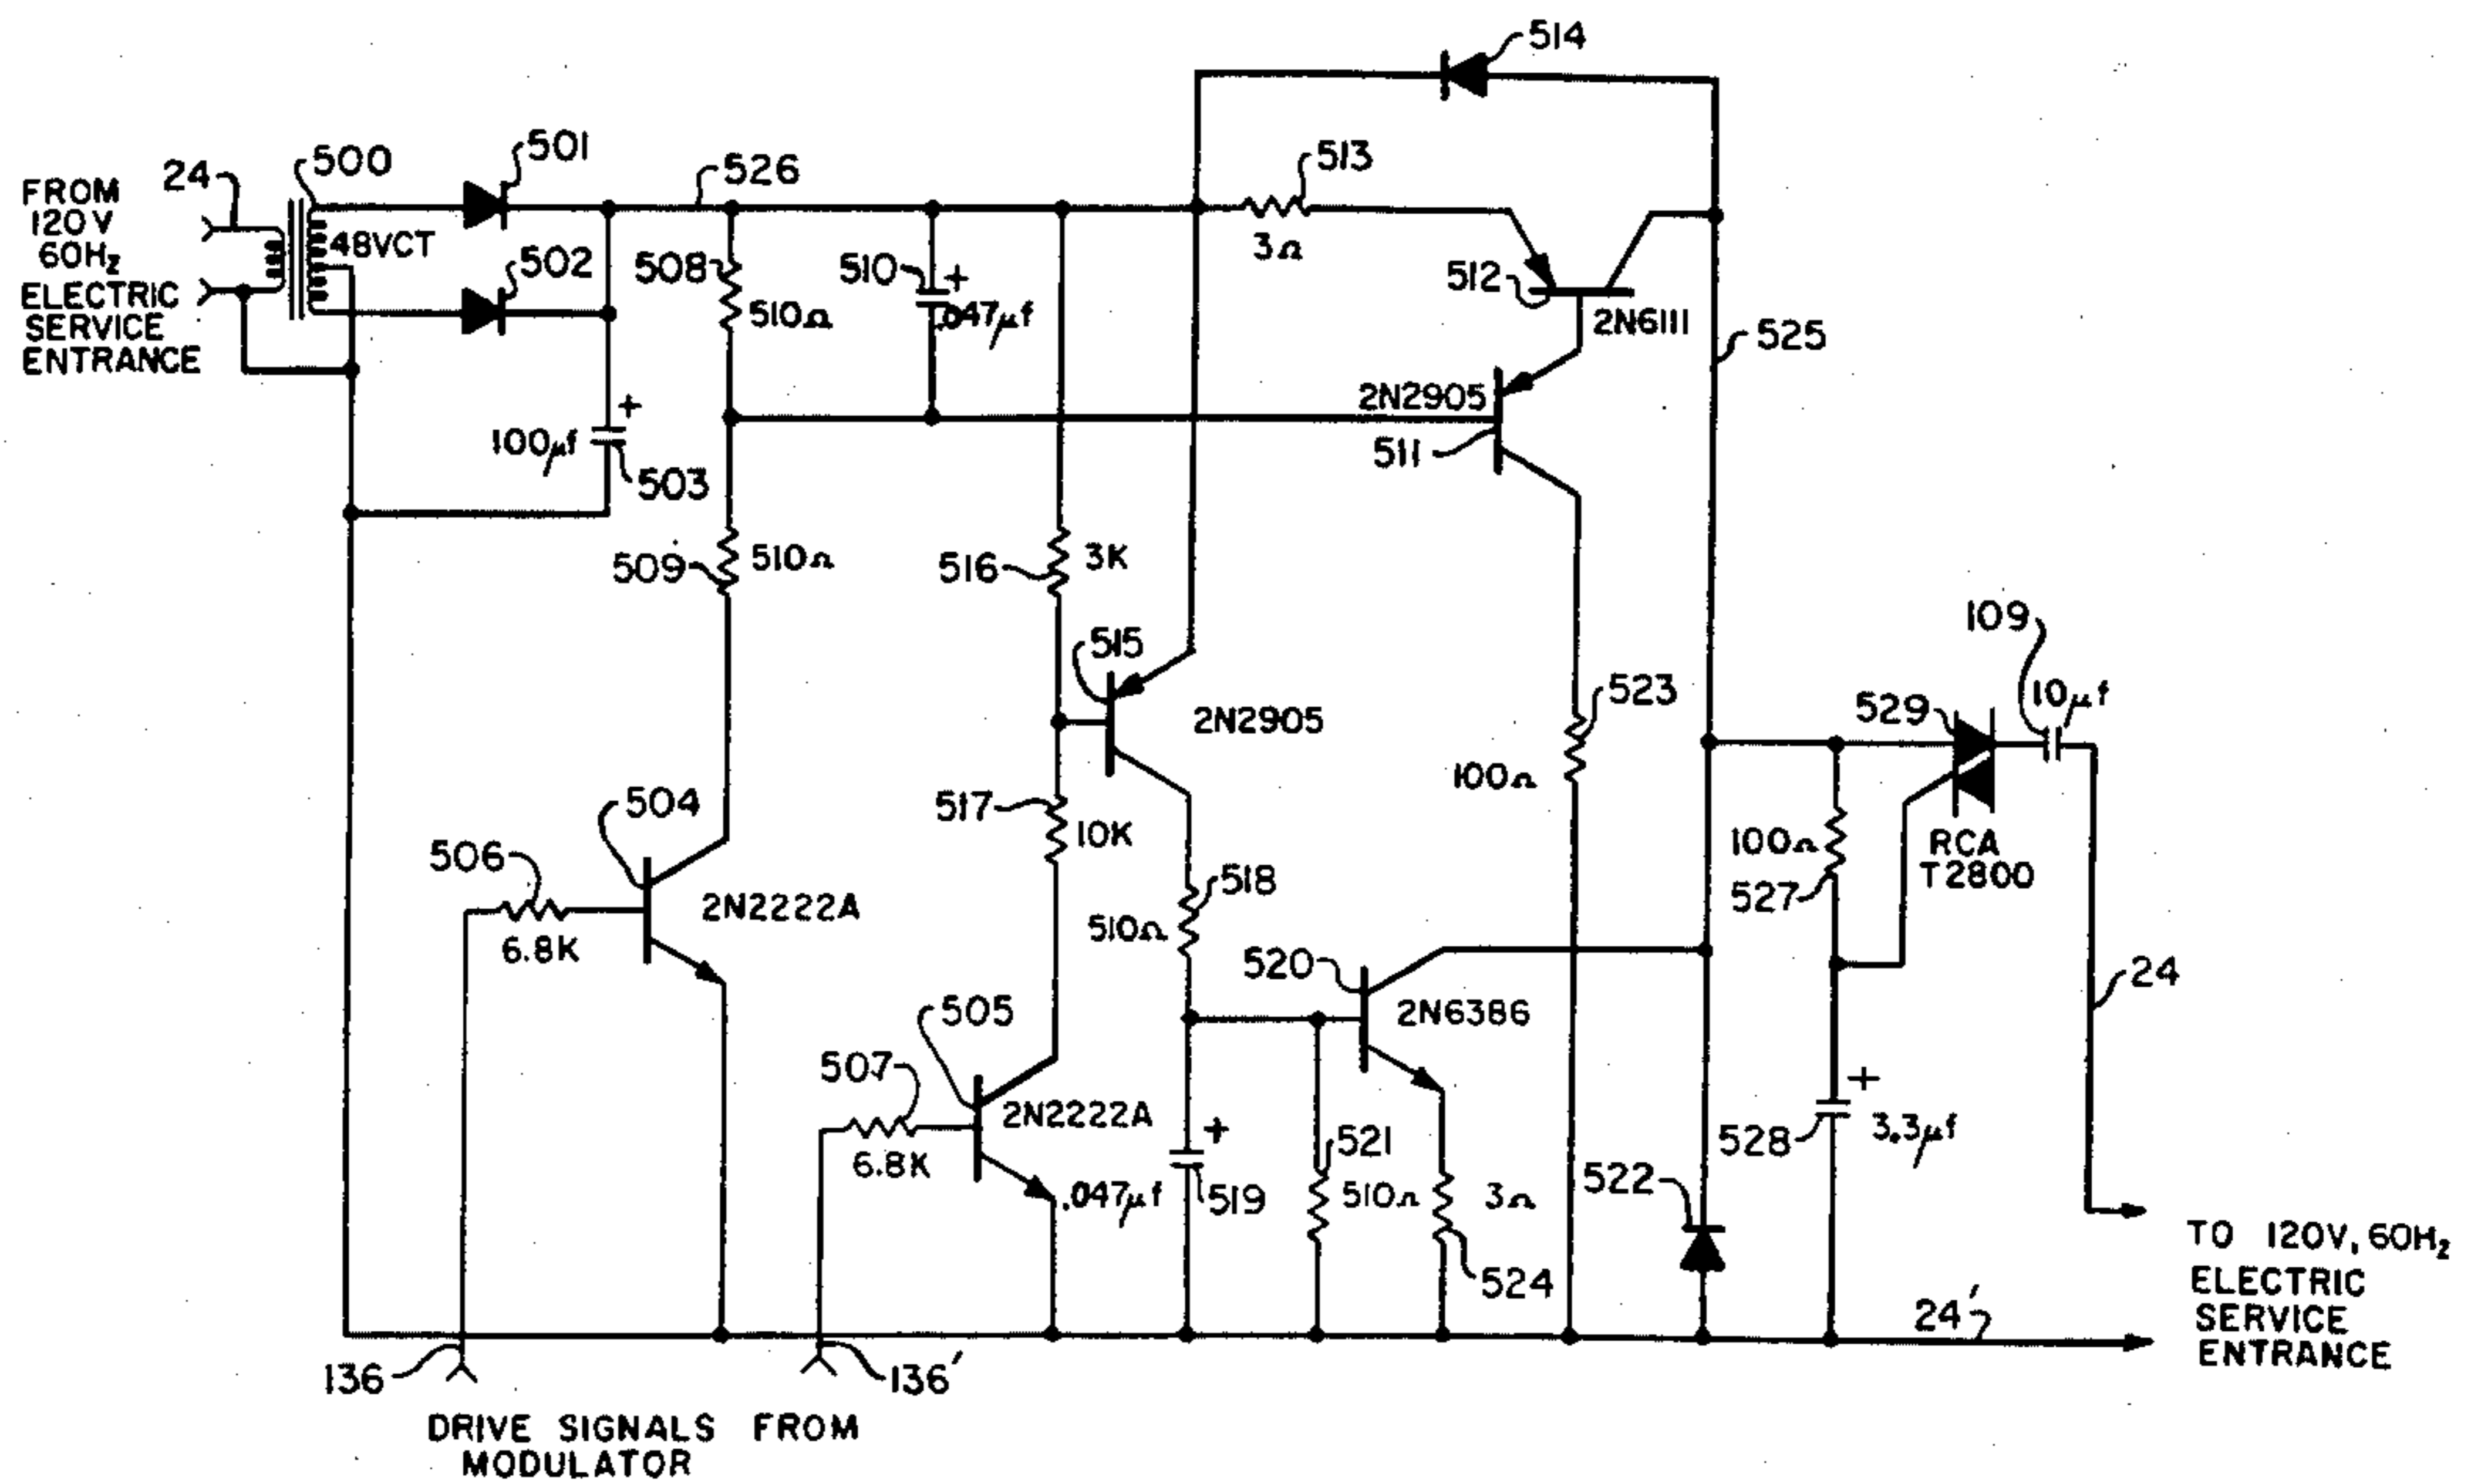 514
501
513
24
500
526
FROM
120V
60Hz
ELECTRIC
SERVICE
ENTRANCE
48VCT
502
508
510Ω
510
+
.047μf
3Ω
512
2N6111
525
2N2905
511
+
100μf
503
509
510Ω
516
3K
515
2N2905
523
100Ω
109
10μf
529
RCA
T2800
100Ω
527
517
10K
504
506
2N2222A
6.8K
518
510Ω
520
2N6386
505
507
2N2222A
6.8K
+
.047μf
519
521
510Ω
3Ω
524
522
+
528
3.3μf
24
24'
TO 120V, 60Hz
ELECTRIC
SERVICE
ENTRANCE
136
136'
DRIVE SIGNALS FROM
MODULATOR